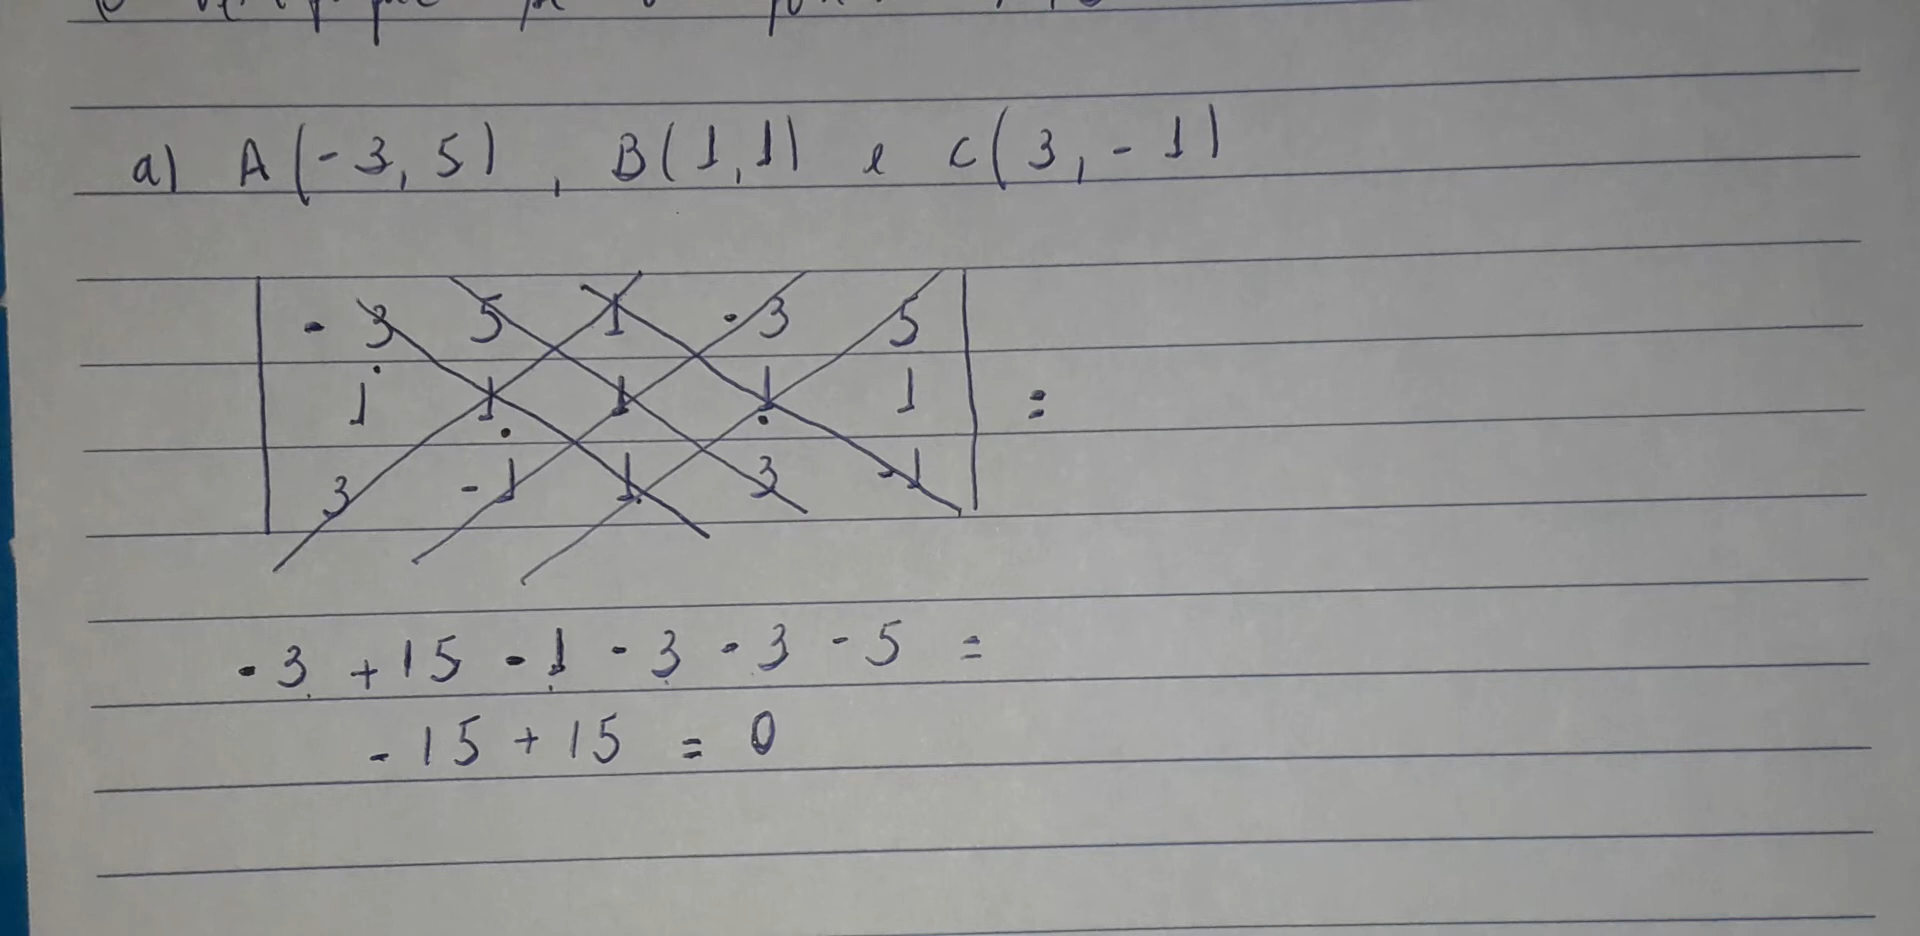 a) A(-3, 5), B(1, 1) e C(3, -1)
-3 5 1 -3 5
1 1 1 1 1 =
3 -1 1 3 -1
-3 + 15 - 1 - 3 - 3 - 5 =
-15 + 15 = 0